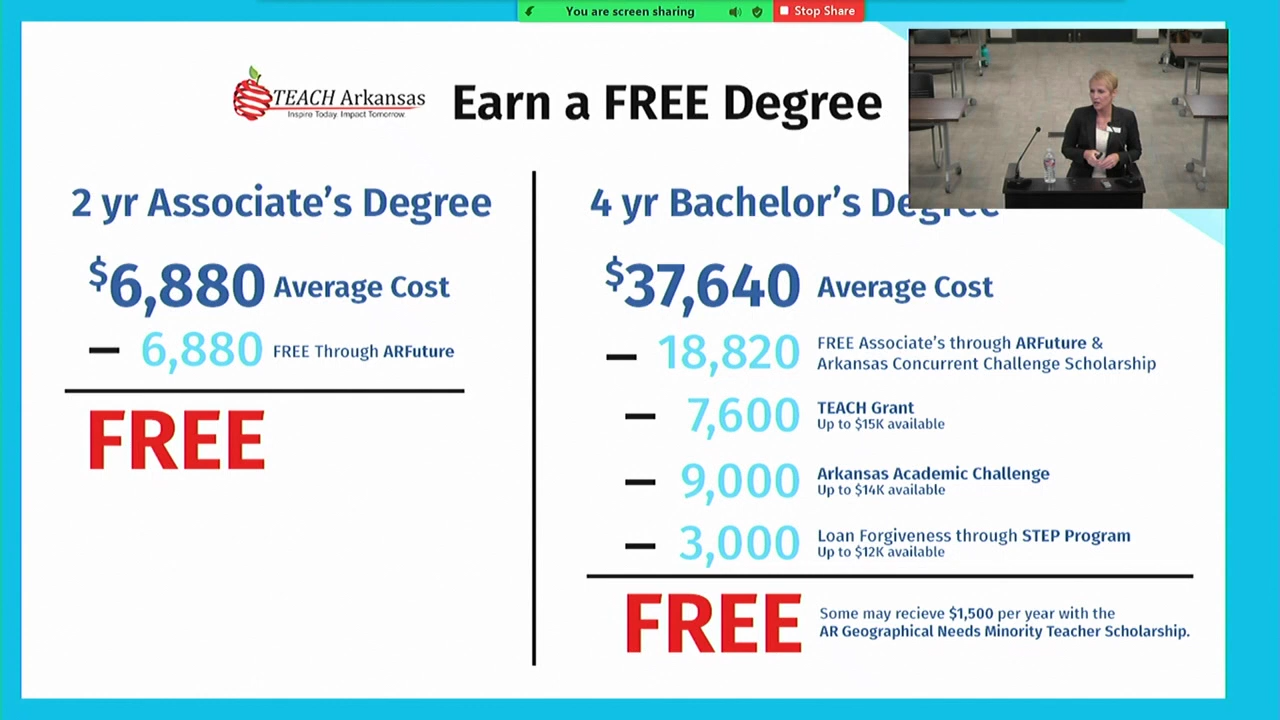 You are screen sharing
Stop Share
TEACH Arkansas
Inspire Today. Impact Tomorrow.
Earn a FREE Degree
2 yr Associate's Degree
$6,880 Average Cost
– 6,880 FREE Through ARFuture
FREE
4 yr Bachelor's Degree
$37,640 Average Cost
– 18,820 FREE Associate's through ARFuture &
Arkansas Concurrent Challenge Scholarship
– 7,600 TEACH Grant
Up to $15K available
– 9,000 Arkansas Academic Challenge
Up to $14K available
– 3,000 Loan Forgiveness through STEP Program
Up to $12K available
FREE Some may recieve $1,500 per year with the
AR Geographical Needs Minority Teacher Scholarship.